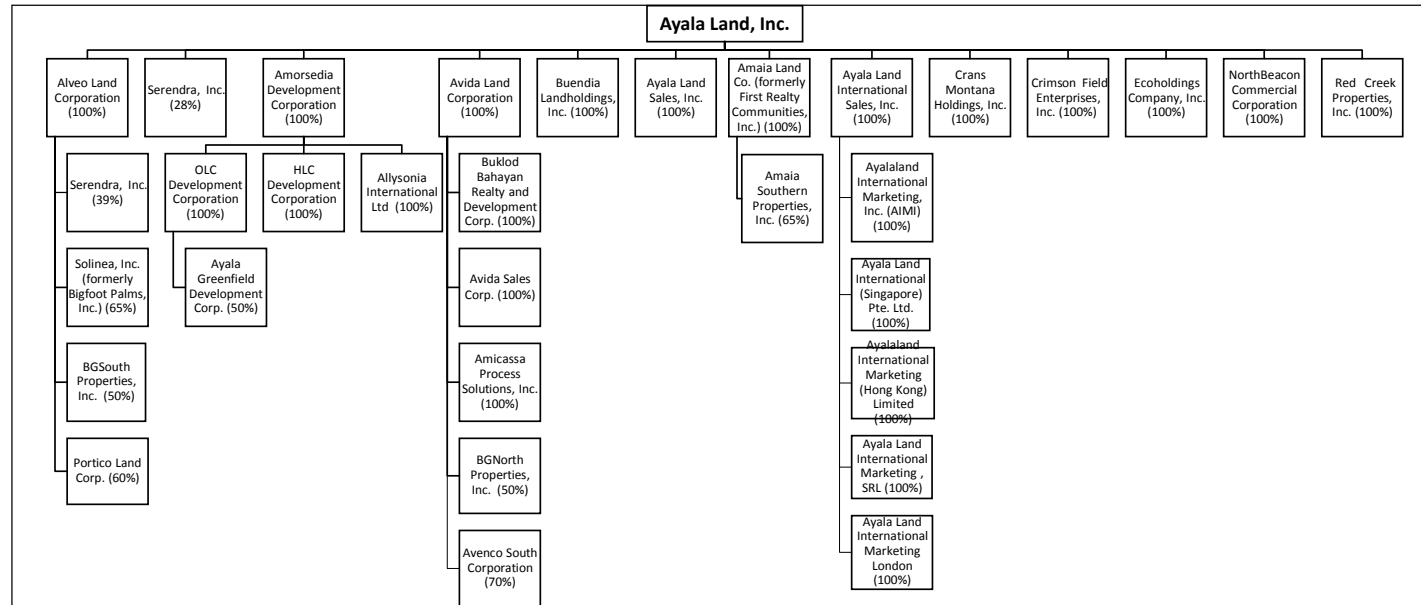 Ayala Land, Inc.
Alveo Land
Corporation
(100%)
Serendra, Inc.
(28%)
Amorsedia
Development
Corporation
(100%)
Avida Land
Corporation
(100%)
Buendia
Landholdings,
Inc. (100%)
Ayala Land
Sales, Inc.
(100%)
Amaia Land
Co. (formerly
First Realty
Communities,
Inc.) (100%)
Ayala Land
International
Sales, Inc.
(100%)
Crans
Montana
Holdings, Inc.
(100%)
Crimson Field
Enterprises,
Inc. (100%)
Ecoholdings
Company, Inc.
(100%)
NorthBeacon
Commercial
Corporation
(100%)
Red Creek
Properties,
Inc. (100%)
Serendra, Inc.
(39%)
Solinea, Inc.
(formerly
Bigfoot Palms,
Inc.) (65%)
BGSouth
Properties,
Inc. (50%)
Portico Land
Corp. (60%)
OLC
Development
Corporation
(100%)
Ayala
Greenfield
Development
Corp. (50%)
HLC
Development
Corporation
(100%)
Allysonia
International
Ltd (100%)
Buklod
Bahayan
Realty and
Development
Corp. (100%)
Avida Sales
Corp. (100%)
Amicassa
Process
Solutions, Inc.
(100%)
BGNorth
Properties,
Inc. (50%)
Avenco South
Corporation
(70%)
Amaia
Southern
Properties,
Inc. (65%)
Ayalaland
International
Marketing,
Inc. (AIMI)
(100%)
Ayala Land
International
(Singapore)
Pte. Ltd.
(100%)
Ayalaland
International
Marketing
(Hong Kong)
Limited
(100%)
Ayala Land
International
Marketing ,
SRL (100%)
Ayala Land
International
Marketing
London
(100%)